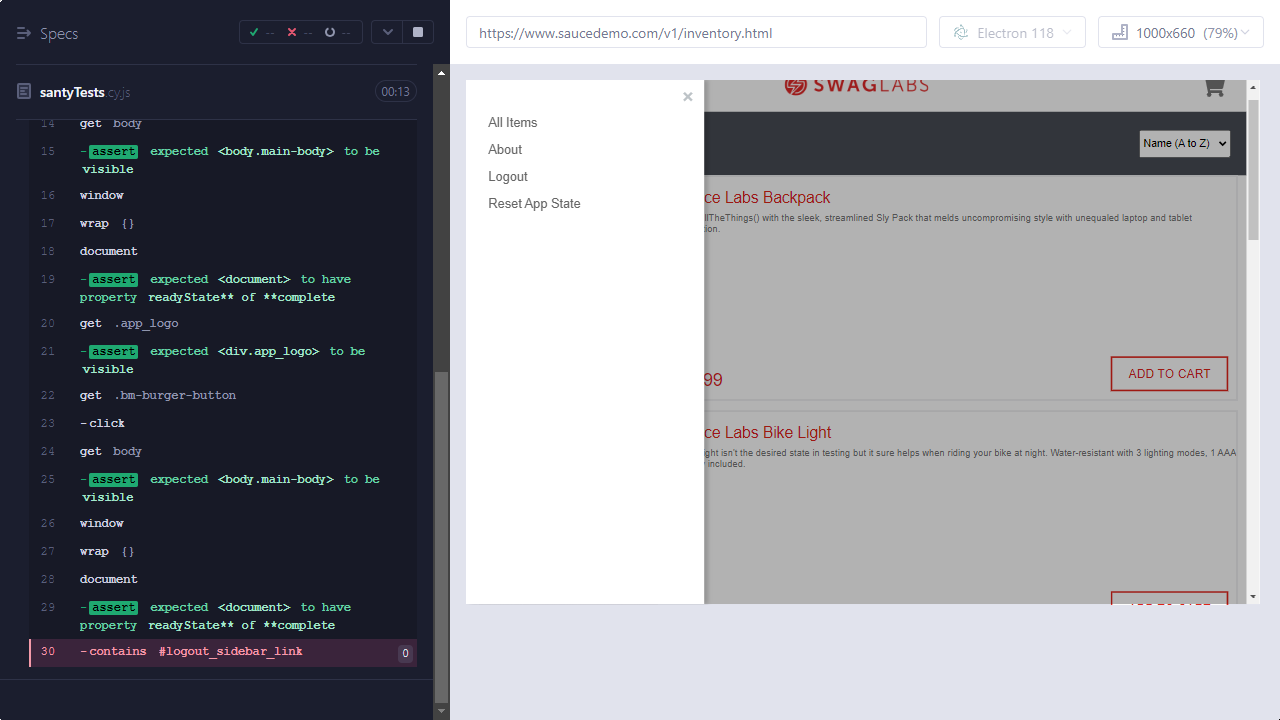 Specs
-- -- --
santyTests.cy.js 00:13
14 get body
15 -assert expected <body.main-body> to be
visible
16 window
17 wrap {}
18 document
19 -assert expected <document> to have
property readyState** of **complete
20 get .app_logo
21 -assert expected <div.app_logo> to be
visible
22 get .bm-burger-button
23 -click
24 get body
25 -assert expected <body.main-body> to be
visible
26 window
27 wrap {}
28 document
29 -assert expected <document> to have
property readyState** of **complete
30 -contains #logout_sidebar_link 0
https://www.saucedemo.com/v1/inventory.html
Electron 118
1000x660 (79%)
×
All Items
About
Logout
Reset App State
SWAGLABS
Name (A to Z)
ce Labs Backpack
llTheThings() with the sleek, streamlined Sly Pack that melds uncompromising style with unequaled laptop and tablet
tion.
99
ADD TO CART
ce Labs Bike Light
ght isn't the desired state in testing but it sure helps when riding your bike at night. Water-resistant with 3 lighting modes, 1 AAA
y included.